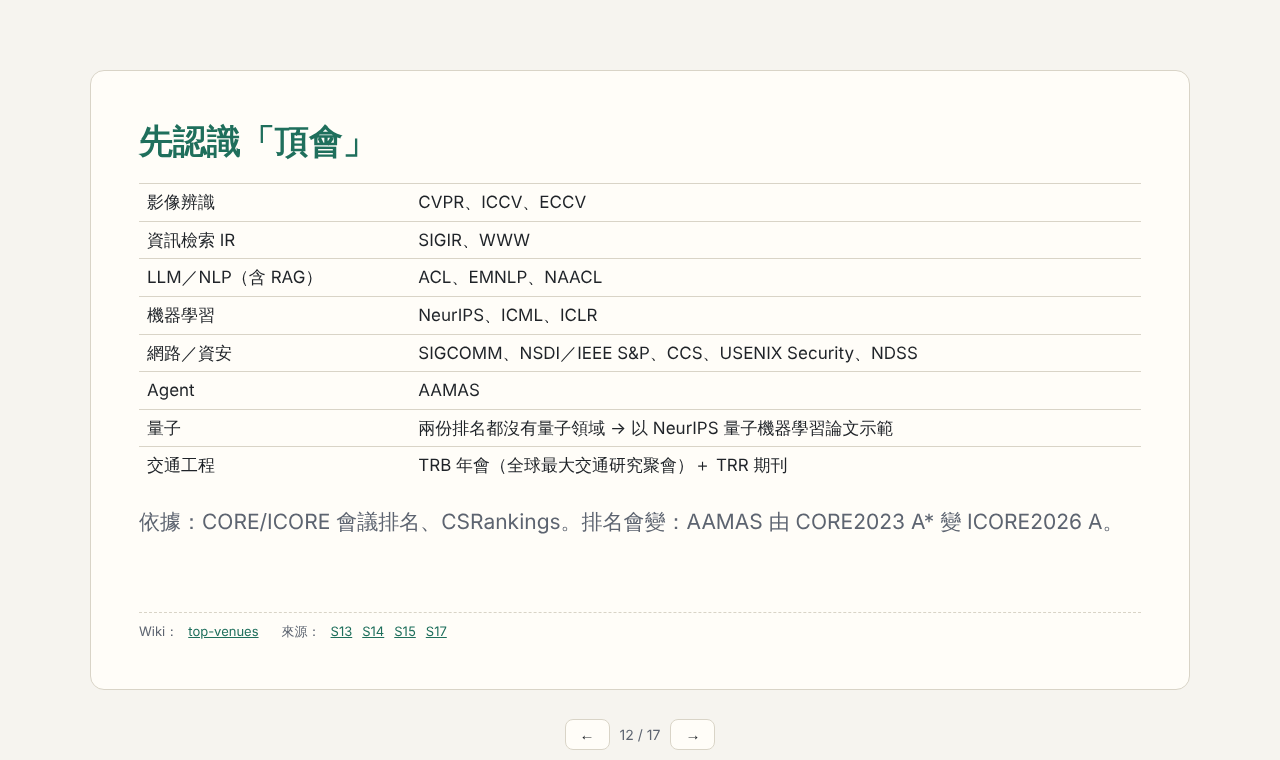 先認識「頂會」
影像辨識 CVPR、ICCV、ECCV
資訊檢索 IR SIGIR、WWW
LLM／NLP（含 RAG） ACL、EMNLP、NAACL
機器學習 NeurIPS、ICML、ICLR
網路／資安 SIGCOMM、NSDI／IEEE S&P、CCS、USENIX Security、NDSS
Agent AAMAS
量子 兩份排名都沒有量子領域 → 以 NeurIPS 量子機器學習論文示範
交通工程 TRB 年會（全球最大交通研究聚會）＋ TRR 期刊
依據：CORE/ICORE 會議排名、CSRankings。排名會變：AAMAS 由 CORE2023 A* 變 ICORE2026 A。
Wiki： top-venues 來源： S13 S14 S15 S17
← 12 / 17 →